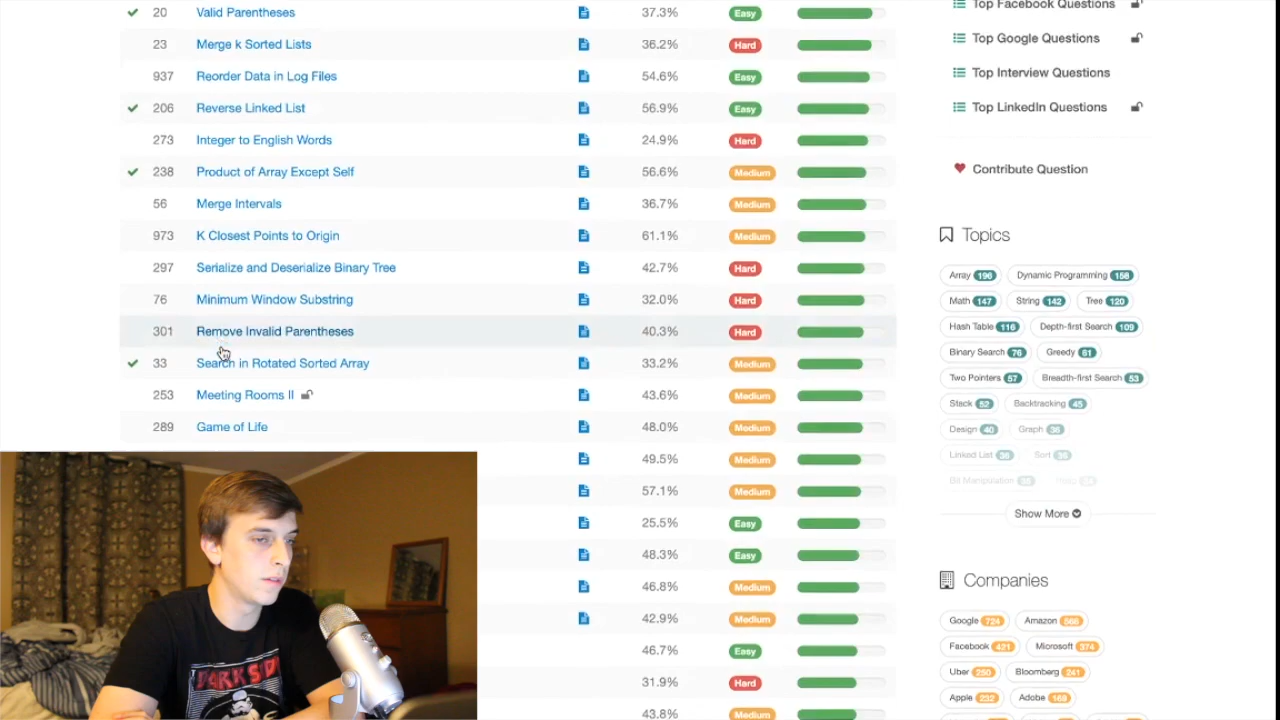 20 Valid Parentheses 37.3% Easy
23 Merge k Sorted Lists 36.2% Hard
937 Reorder Data in Log Files 54.6% Easy
206 Reverse Linked List 56.9% Easy
273 Integer to English Words 24.9% Hard
238 Product of Array Except Self 56.6% Medium
56 Merge Intervals 36.7% Medium
973 K Closest Points to Origin 61.1% Medium
297 Serialize and Deserialize Binary Tree 42.7% Hard
76 Minimum Window Substring 32.0% Hard
301 Remove Invalid Parentheses 40.3% Hard
33 Search in Rotated Sorted Array 33.2% Medium
253 Meeting Rooms II 43.6% Medium
289 Game of Life 48.0% Medium
49.5% Medium
57.1% Medium
25.5% Easy
48.3% Easy
46.8% Medium
42.9% Medium
46.7% Easy
31.9% Hard
43.8% Medium
Top Facebook Questions
Top Google Questions
Top Interview Questions
Top LinkedIn Questions
Contribute Question
Topics
Array 196 Dynamic Programming 156
Math 147 String 142 Tree 120
Hash Table 116 Depth-first Search 109
Binary Search 76 Greedy 61
Two Pointers 57 Breadth-first Search 53
Stack 52 Backtracking 45
Design 40 Graph 36
Linked List 36 Sort
Bit Manipulation
Show More
Companies
Google 724 Amazon 566
Facebook 421 Microsoft 374
Uber 250 Bloomberg 241
Apple 232 Adobe 169